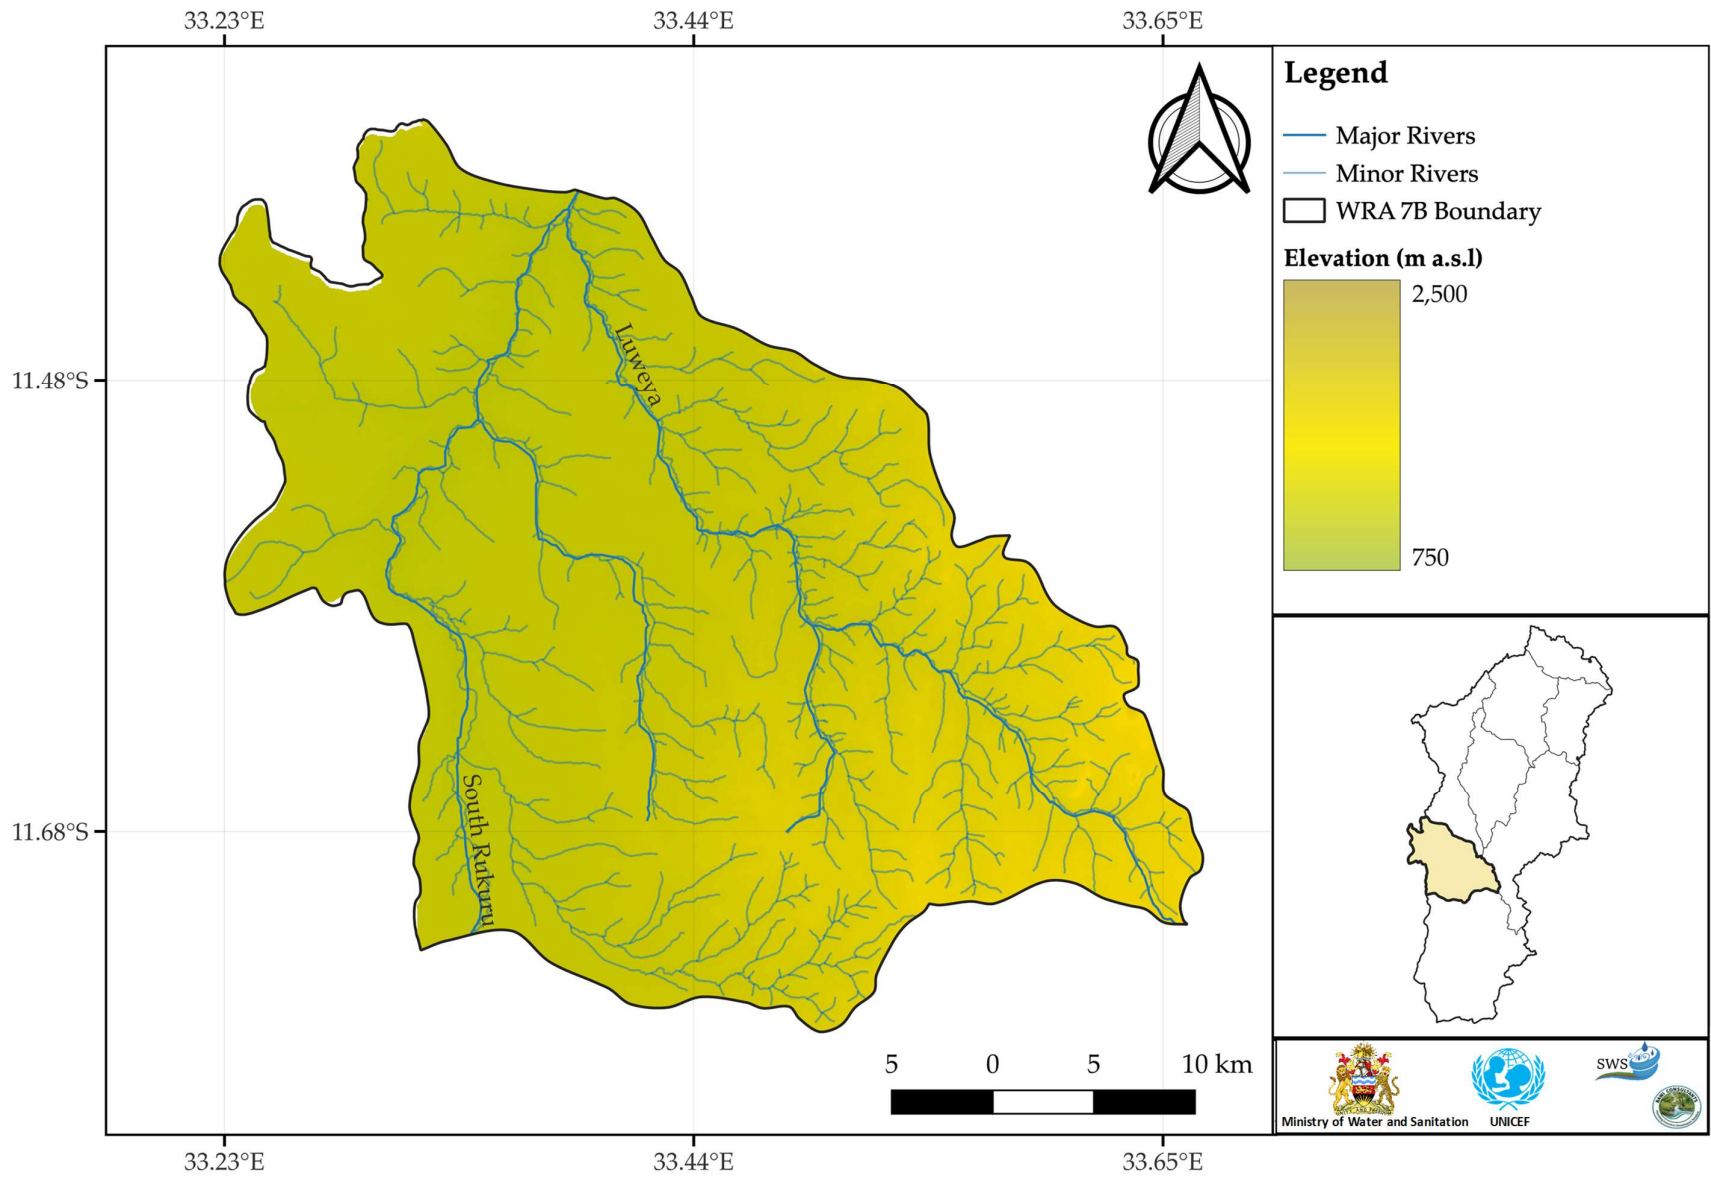 33.23°E 33.44°E 33.65°E
Legend
Major Rivers
Minor Rivers
WRA 7B Boundary
Elevation (m a.s.l)
2,500
750
11.48°S
11.68°S
Luweya
South Rukuru
5 0 5 10 km
33.23°E 33.44°E 33.65°E
SWS
Ministry of Water and Sanitation
UNICEF